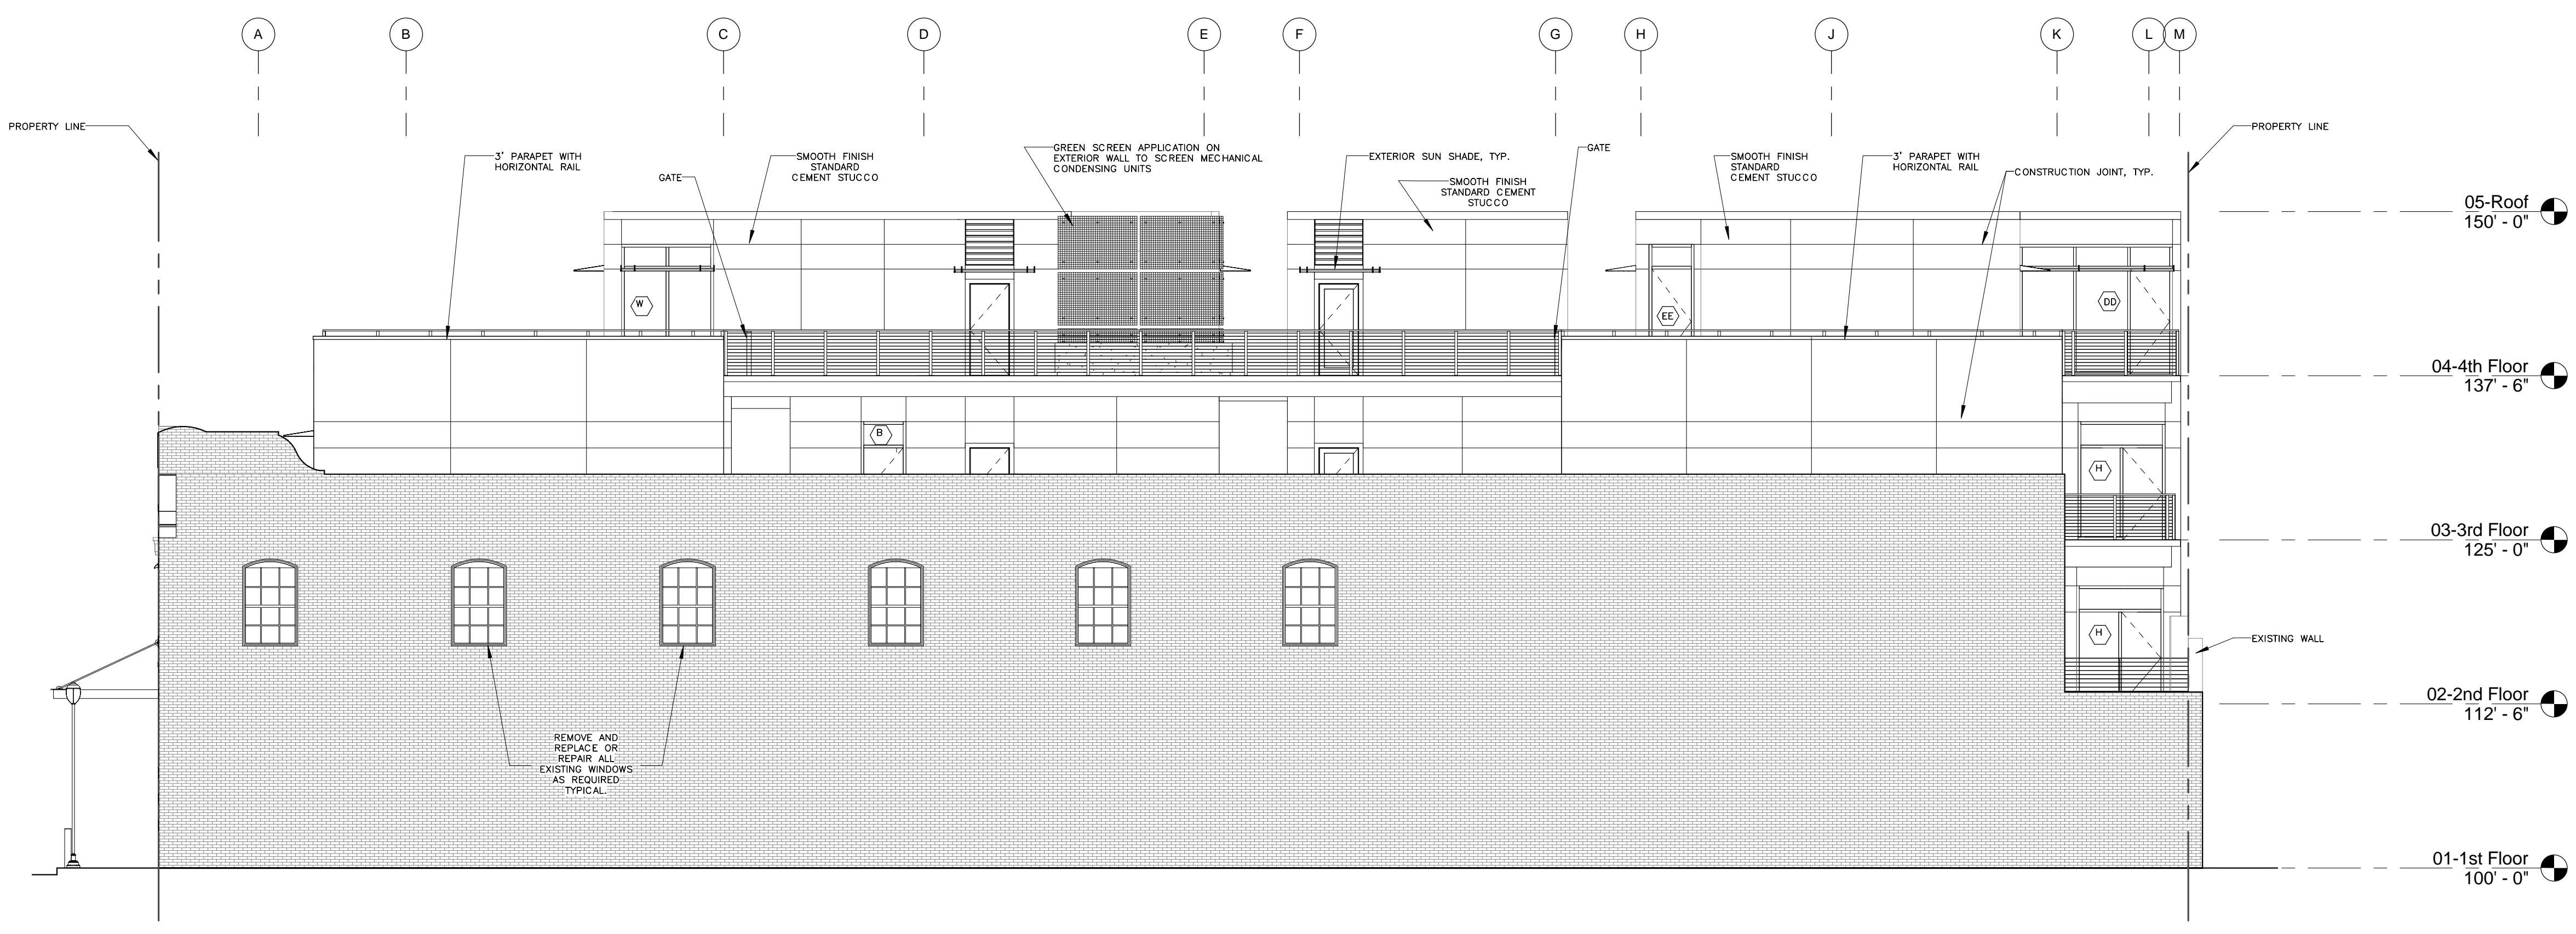 A B C D E F G H J K L M
PROPERTY LINE
PROPERTY LINE
3' PARAPET WITH
HORIZONTAL RAIL
GATE
SMOOTH FINISH
STANDARD
CEMENT STUCCO
GREEN SCREEN APPLICATION ON
EXTERIOR WALL TO SCREEN MECHANICAL
CONDENSING UNITS
EXTERIOR SUN SHADE, TYP.
SMOOTH FINISH
STANDARD CEMENT
STUCCO
GATE
SMOOTH FINISH
STANDARD
CEMENT STUCCO
3' PARAPET WITH
HORIZONTAL RAIL
CONSTRUCTION JOINT, TYP.
05-Roof
150' - 0"
W
EE
DD
04-4th Floor
137' - 6"
B
H
03-3rd Floor
125' - 0"
H
EXISTING WALL
02-2nd Floor
112' - 6"
REMOVE AND
REPLACE OR
REPAIR ALL
EXISTING WINDOWS
AS REQUIRED
TYPICAL.
01-1st Floor
100' - 0"